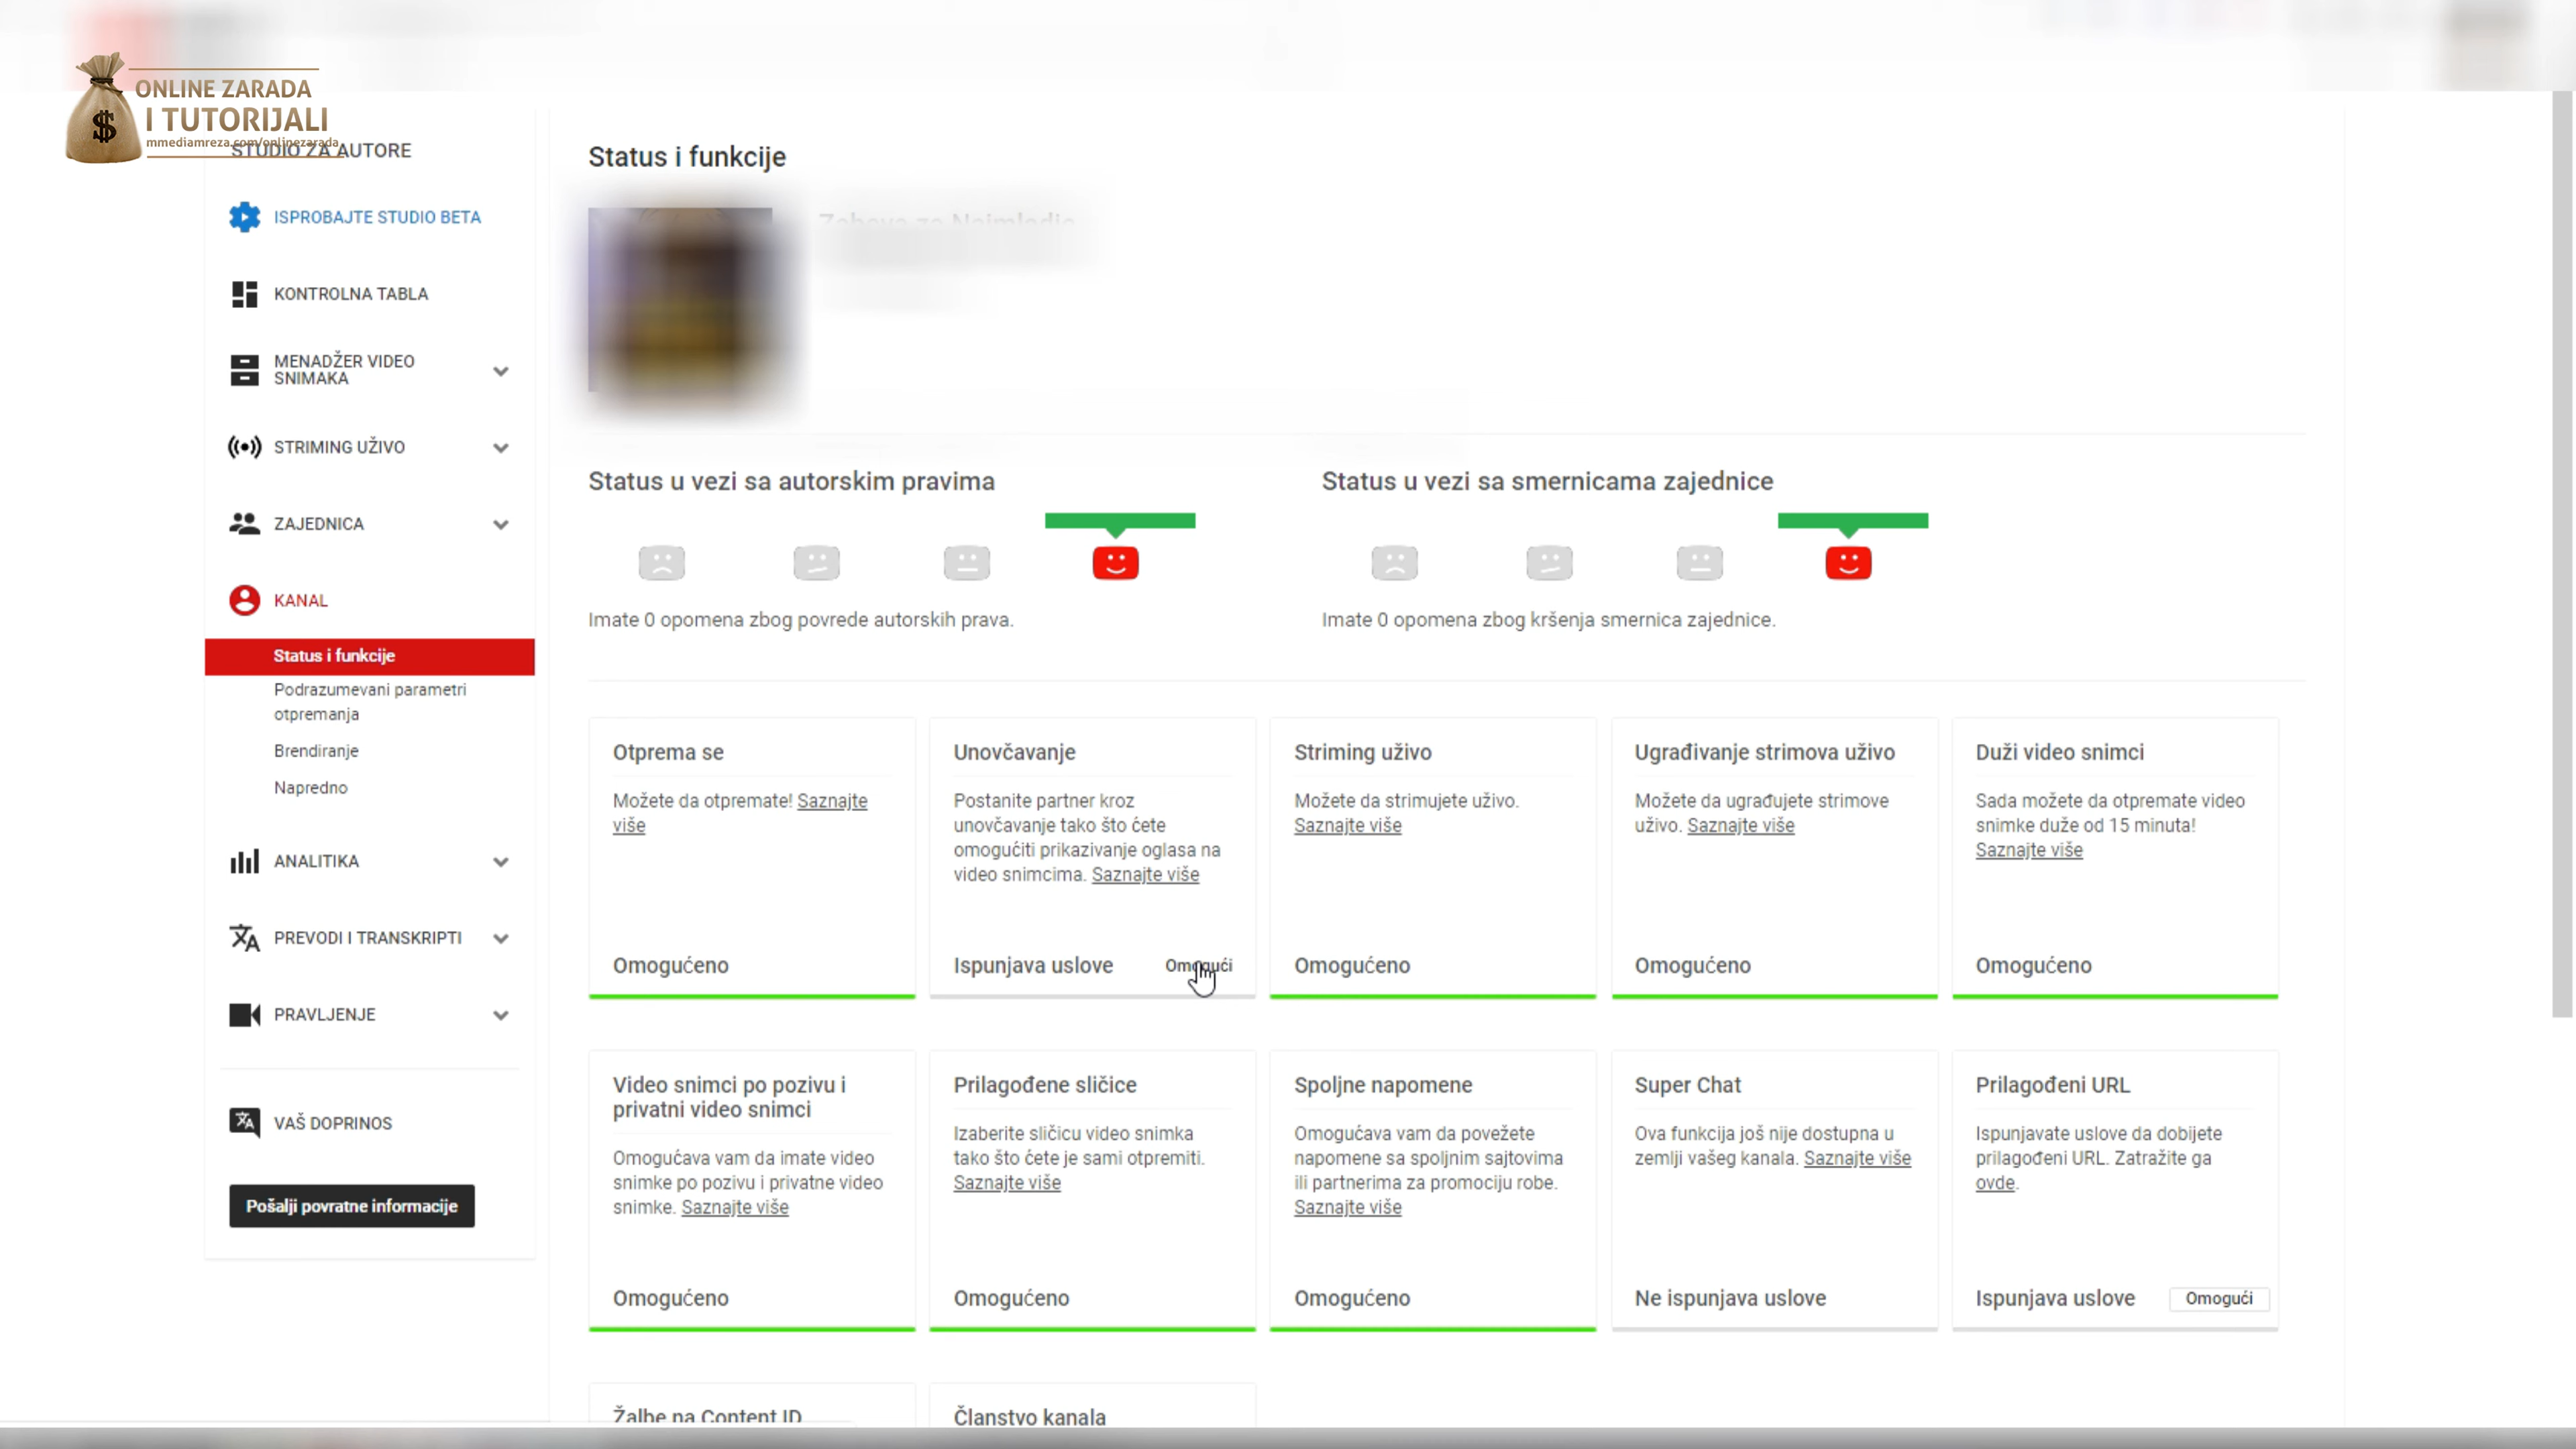 ONLINE ZARADA
I TUTORIJALI
mmediamreza.com/onlinezarada
STUDIO ZA AUTORE
ISPROBAJTE STUDIO BETA
KONTROLNA TABLA
MENADŽER VIDEO
SNIMAKA
STRIMING UŽIVO
ZAJEDNICA
KANAL
Status i funkcije
Podrazumevani parametri
otpremanja
Brendiranje
Napredno
ANALITIKA
PREVODI I TRANSKRIPTI
PRAVLJENJE
VAŠ DOPRINOS
Pošalji povratne informacije
Status i funkcije
Status u vezi sa autorskim pravima
Imate 0 opomena zbog povrede autorskih prava.
Status u vezi sa smernicama zajednice
Imate 0 opomena zbog kršenja smernica zajednice.
Otprema se
Možete da otpremate! Saznajte
više
Omogućeno
Unovčavanje
Postanite partner kroz
unovčavanje tako što ćete
omogućiti prikazivanje oglasa na
video snimcima. Saznajte više
Ispunjava uslove
Omogući
Striming uživo
Možete da strimujete uživo.
Saznajte više
Omogućeno
Ugrađivanje strimova uživo
Možete da ugrađujete strimove
uživo. Saznajte više
Omogućeno
Duži video snimci
Sada možete da otpremate video
snimke duže od 15 minuta!
Saznajte više
Omogućeno
Video snimci po pozivu i
privatni video snimci
Omogućava vam da imate video
snimke po pozivu i privatne video
snimke. Saznajte više
Omogućeno
Prilagođene sličice
Izaberite sličicu video snimka
tako što ćete je sami otpremiti.
Saznajte više
Omogućeno
Spoljne napomene
Omogućava vam da povežete
napomene sa spoljnim sajtovima
ili partnerima za promociju robe.
Saznajte više
Omogućeno
Super Chat
Ova funkcija još nije dostupna u
zemlji vašeg kanala. Saznajte više
Ne ispunjava uslove
Prilagođeni URL
Ispunjavate uslove da dobijete
prilagođeni URL. Zatražite ga
ovde.
Ispunjava uslove
Omogući
Žalbe na Content ID
Članstvo kanala